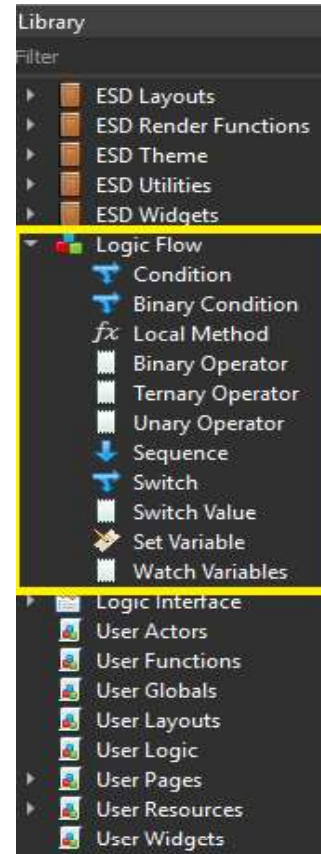 Library
Filter
ESD Layouts
ESD Render Functions
ESD Theme
ESD Utilities
ESD Widgets
Logic Flow
Condition
Binary Condition
fx Local Method
Binary Operator
Ternary Operator
Unary Operator
Sequence
Switch
Switch Value
Set Variable
Watch Variables
Logic Interface
User Actors
User Functions
User Globals
User Layouts
User Logic
User Pages
User Resources
User Widgets